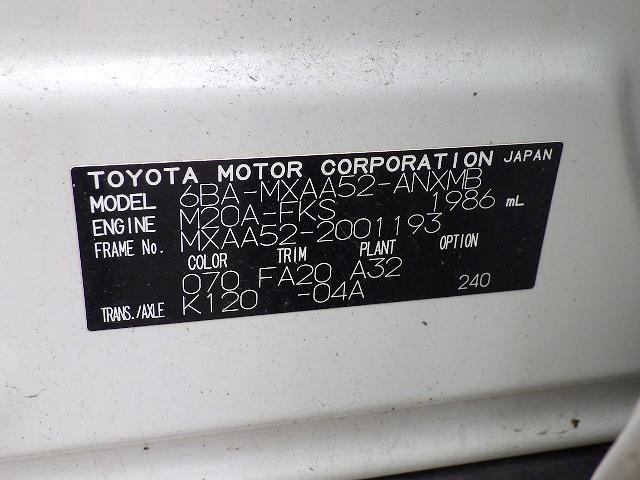 TOYOTA MOTOR CORPORATION JAPAN
MODEL 6BA-MXAA52-ANXMB
ENGINE M20A-FKS 1986 mL
FRAME No. MXAA52-2001193
COLOR TRIM PLANT OPTION
070 FA20 A32
TRANS./AXLE K120 -04A 240